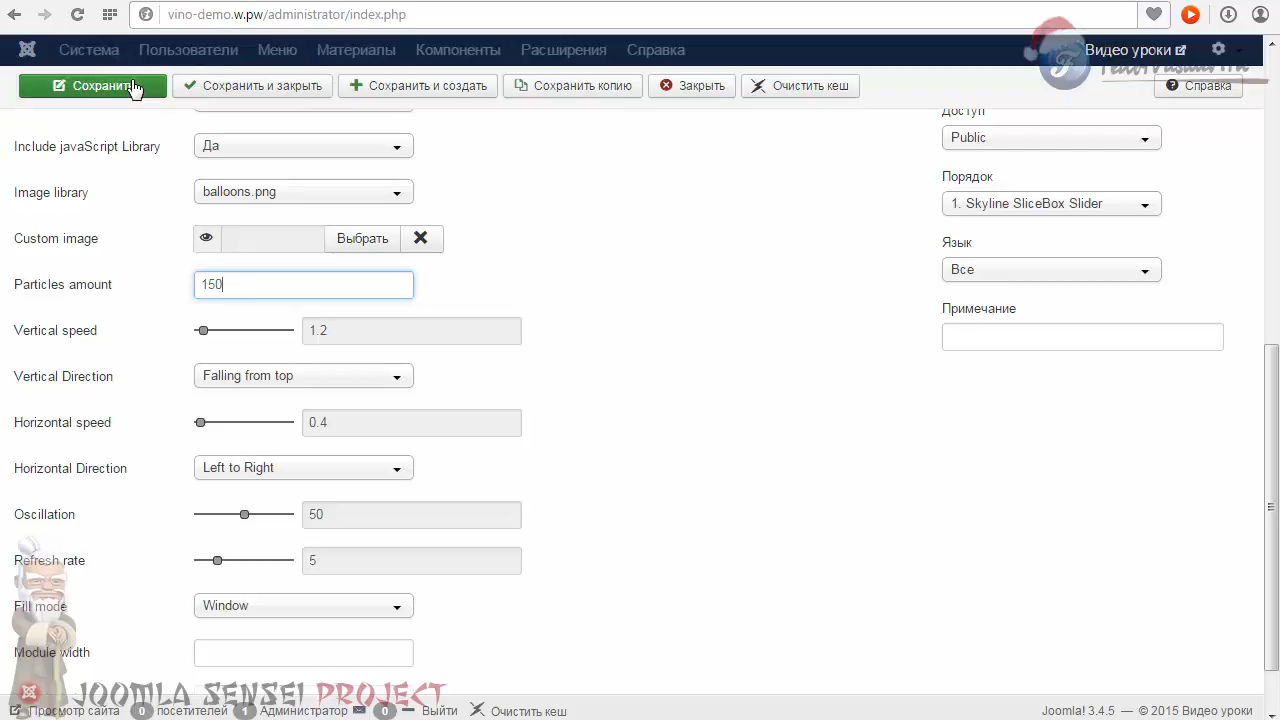 vino-demo.w.pw/administrator/index.php
Система Пользователи Меню Материалы Компоненты Расширения Справка Видео уроки
Сохранить Сохранить и закрыть Сохранить и создать Сохранить копию Закрыть Очистить кеш Справка
Доступ
Include javaScript Library Да
Public
Image library balloons.png
Порядок
1. Skyline SliceBox Slider
Custom image Выбрать
Язык
Все
Particles amount 150
Примечание
Vertical speed 1.2
Vertical Direction Falling from top
Horizontal speed 0.4
Horizontal Direction Left to Right
Oscillation 50
Refresh rate 5
Fill mode Window
Module width
JOOMLA SENSEI PROJECT
Просмотр сайта 0 посетителей 1 Администратор 0 Выйти Очистить кеш Joomla! 3.4.5 — © 2015 Видео уроки